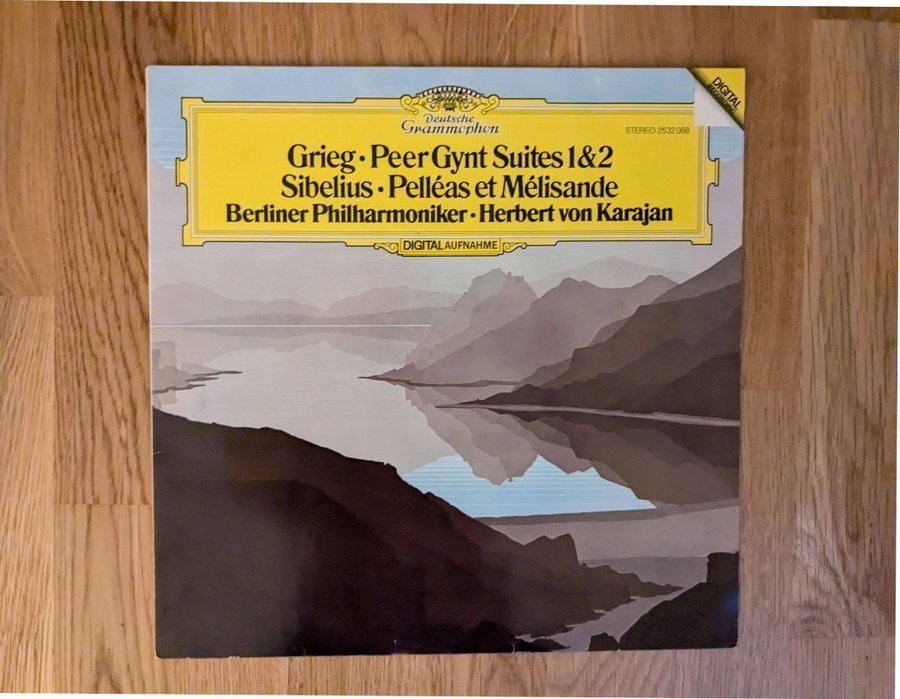 DIGITAL
RECORDING
Deutsche
Grammophon
STEREO 2532 068
Grieg · Peer Gynt Suites 1 & 2
Sibelius · Pelléas et Mélisande
Berliner Philharmoniker · Herbert von Karajan
DIGITAL AUFNAHME